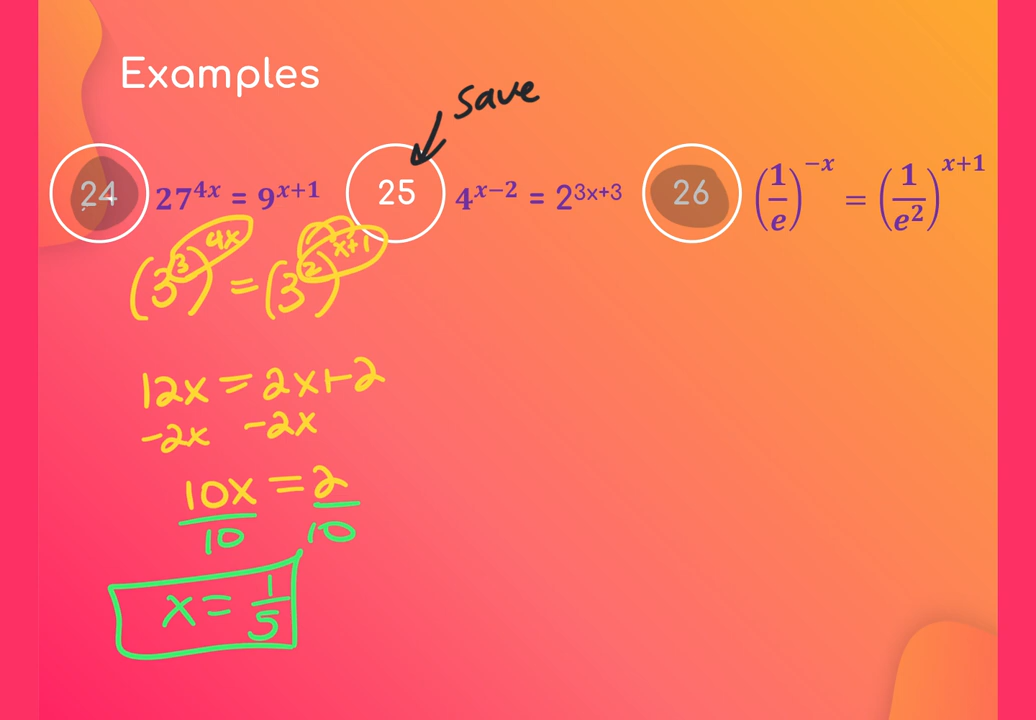 Examples
save
24 27^{4x} = 9^{x+1}
25 4^{x−2} = 2^{3x+3}
26 (1/e)^{−x} = (1/e^2)^{x+1}
(3^3)^{4x} = (3^2)^{x+1}
12x = 2x+2
-2x -2x
10x = 2
10 10
x = 1/5